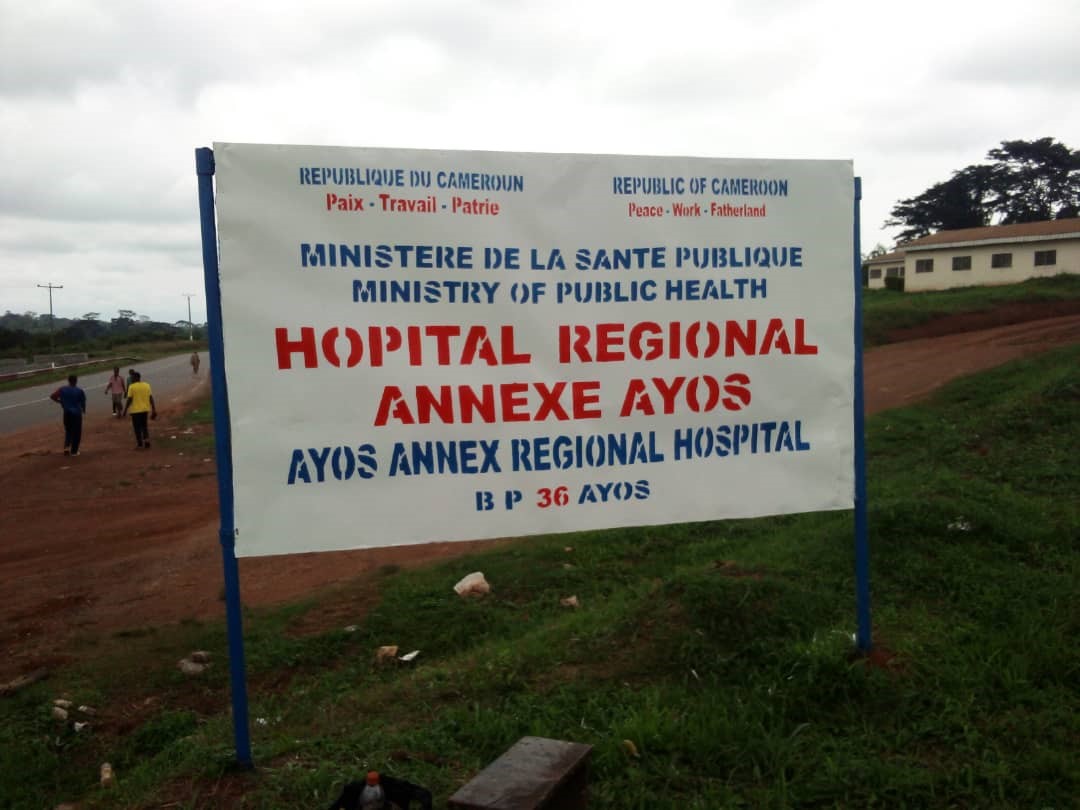 REPUBLIQUE DU CAMEROUN
Paix - Travail - Patrie
REPUBLIC OF CAMEROON
Peace - Work - Fatherland
MINISTERE DE LA SANTE PUBLIQUE
MINISTRY OF PUBLIC HEALTH
HOPITAL REGIONAL
ANNEXE AYOS
AYOS ANNEX REGIONAL HOSPITAL
B P 36 AYOS